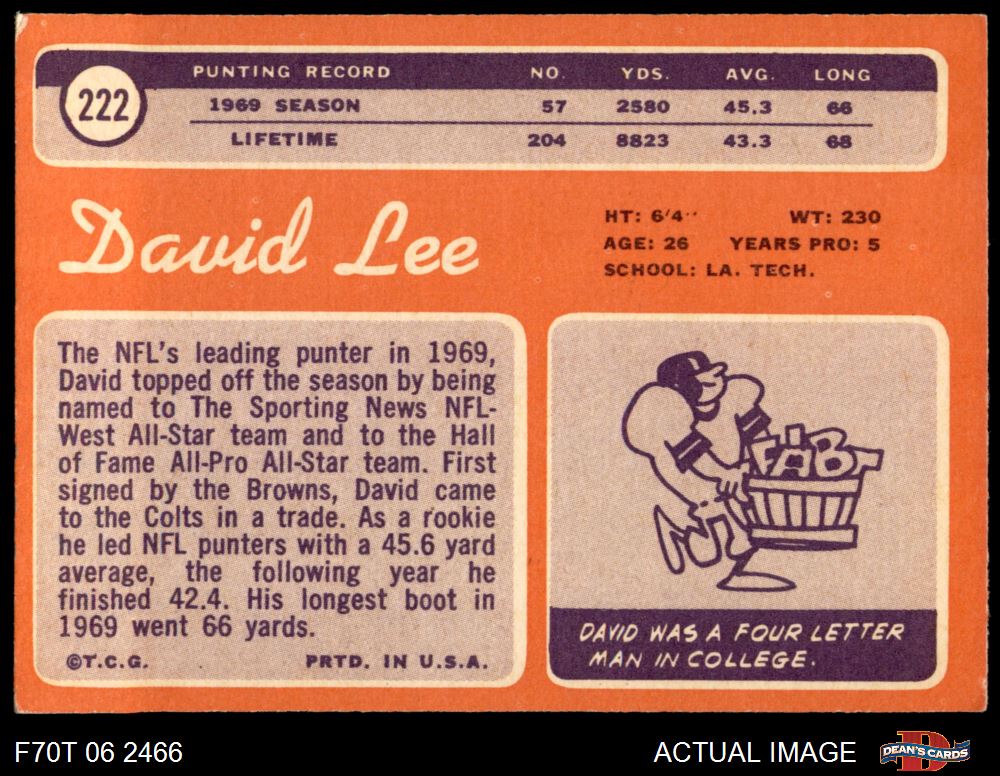 222
PUNTING RECORD NO. YDS. AVG. LONG
1969 SEASON 57 2580 45.3 66
LIFETIME 204 8823 43.3 68
David Lee
HT: 6'4" WT: 230
AGE: 26 YEARS PRO: 5
SCHOOL: LA. TECH.
The NFL's leading punter in 1969,
David topped off the season by being
named to The Sporting News NFL-
West All-Star team and to the Hall
of Fame All-Pro All-Star team. First
signed by the Browns, David came
to the Colts in a trade. As a rookie
he led NFL punters with a 45.6 yard
average, the following year he
finished 42.4. His longest boot in
1969 went 66 yards.
©T.C.G. PRTD. IN U.S.A.
DAVID WAS A FOUR LETTER
MAN IN COLLEGE.
F70T 06 2466
ACTUAL IMAGE
DEAN'S CARDS